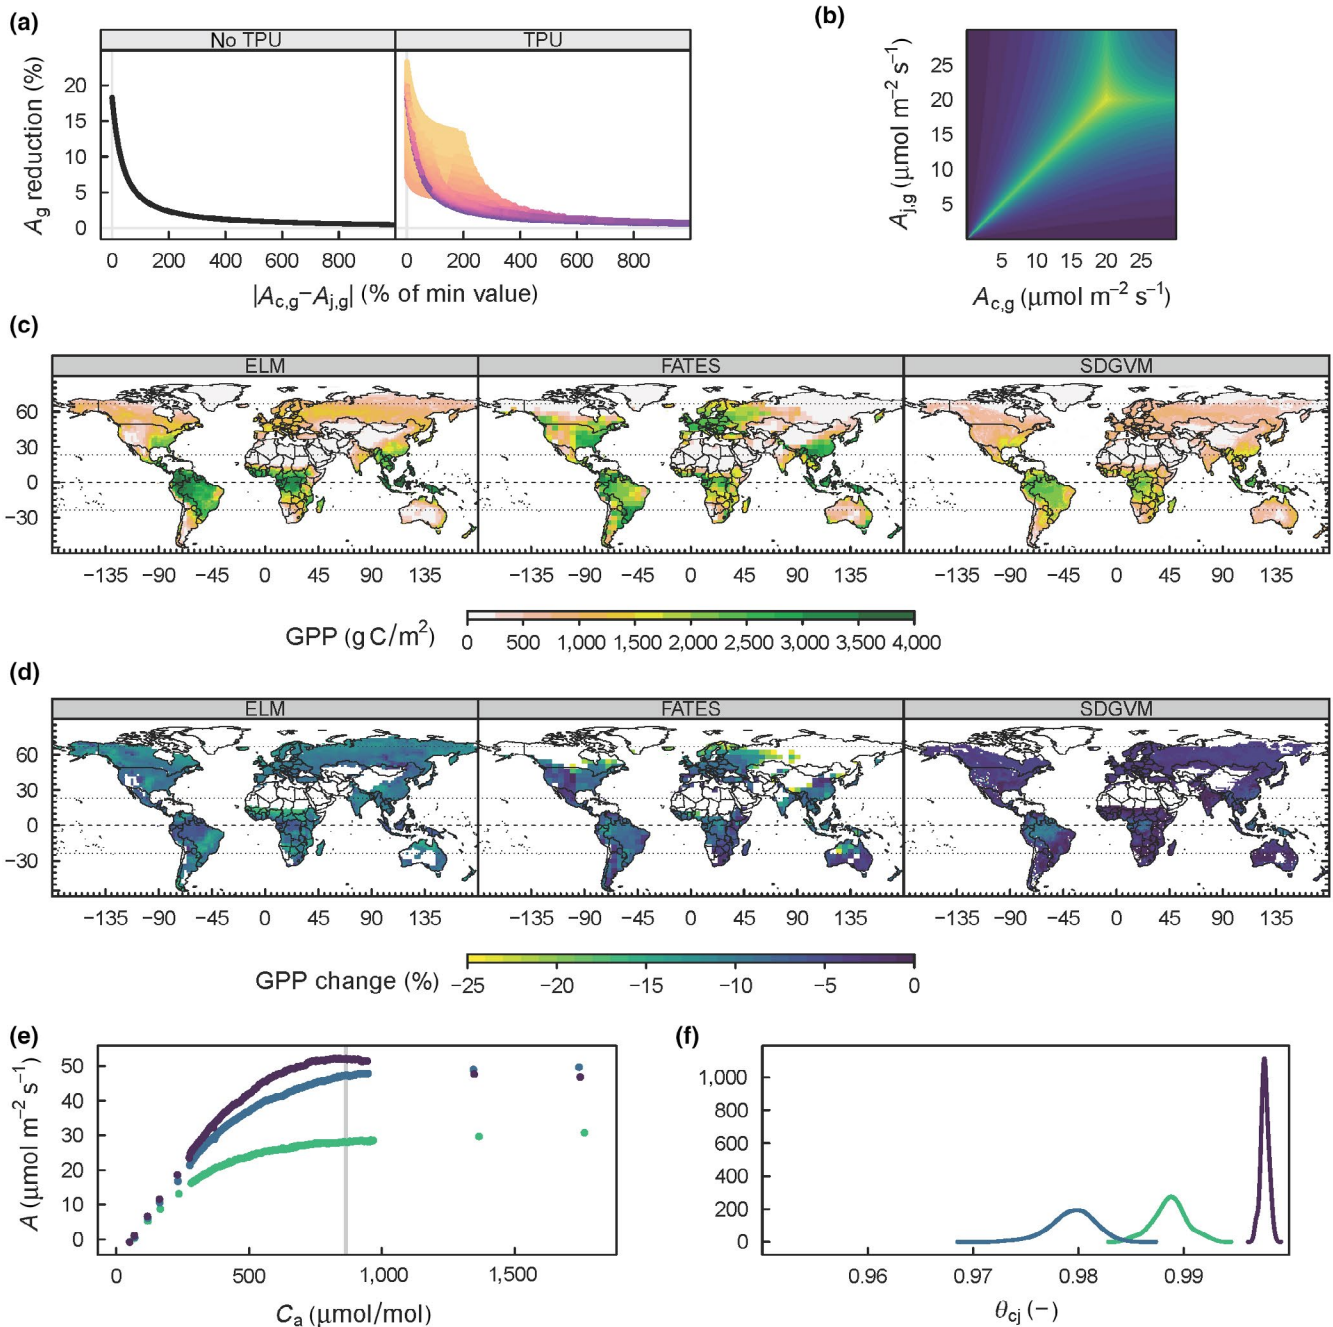 (a)
No TPU TPU
A_g reduction (%)
20
15
10
5
0
0 200 400 600 800 0 200 400 600 800
|A_c,g−A_j,g| (% of min value)
(b)
A_j,g (μmol m⁻² s⁻¹)
25
20
15
10
5
5 10 15 20 25
A_c,g (μmol m⁻² s⁻¹)
(c)
ELM FATES SDGVM
60
30
0
−30
−135 −90 −45 0 45 90 135 −135 −90 −45 0 45 90 135 −135 −90 −45 0 45 90 135
GPP (g C/m²)
0 500 1,000 1,500 2,000 2,500 3,000 3,500 4,000
(d)
ELM FATES SDGVM
60
30
0
−30
−135 −90 −45 0 45 90 135 −135 −90 −45 0 45 90 135 −135 −90 −45 0 45 90 135
GPP change (%)
−25 −20 −15 −10 −5 0
(e)
A (μmol m⁻² s⁻¹)
50
40
30
20
10
0
0 500 1,000 1,500
C_a (μmol/mol)
(f)
1,000
800
600
400
200
0
0.96 0.97 0.98 0.99
θ_cj (−)